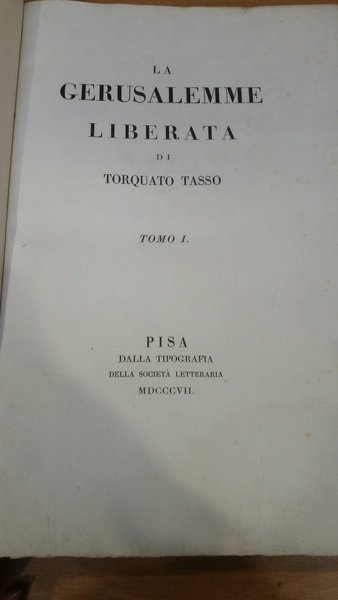 LA
GERUSALEMME
LIBERATA
DI
TORQUATO TASSO
TOMO I.
PISA
DALLA TIPOGRAFIA
DELLA SOCIETÀ LETTERARIA
MDCCCVII.